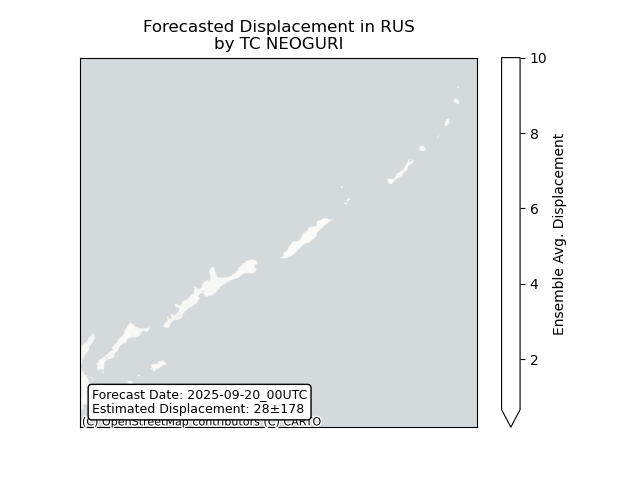 Forecasted Displacement in RUS
by TC NEOGURI
10
8
6
4
2
Ensemble Avg. Displacement
Forecast Date: 2025-09-20_00UTC
Estimated Displacement: 28±178
(C) OpenStreetMap contributors (C) CARTO